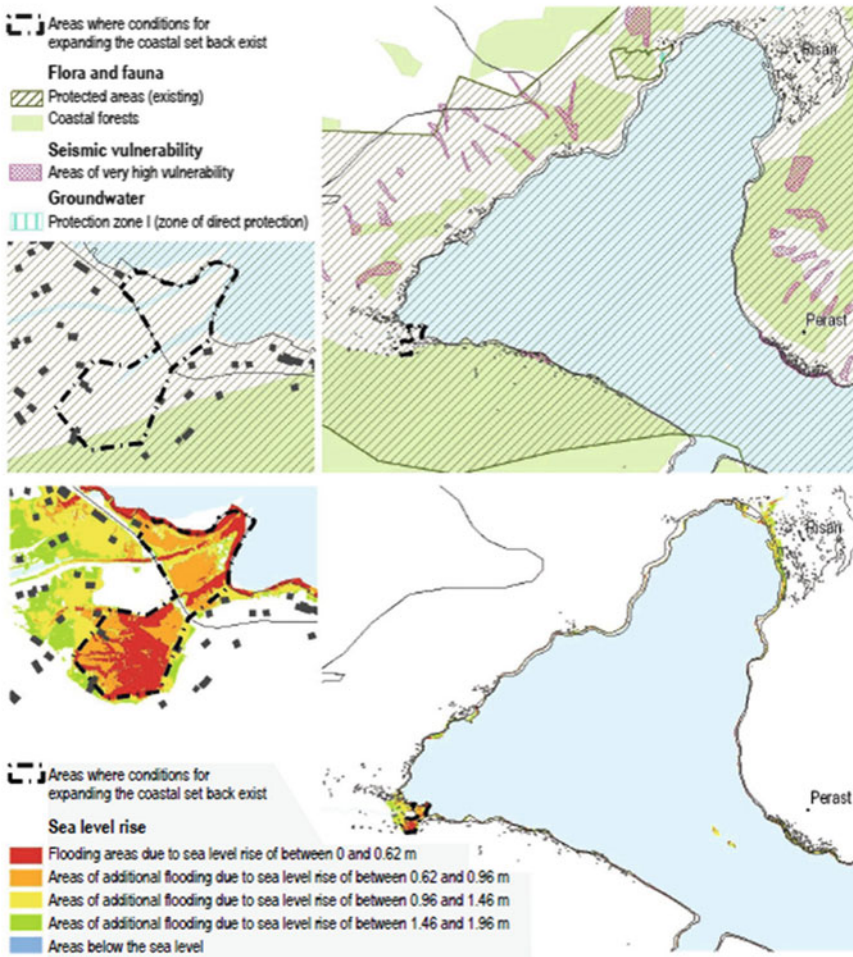 Areas where conditions for
expanding the coastal set back exist
Flora and fauna
Protected areas (existing)
Coastal forests
Seismic vulnerability
Areas of very high vulnerability
Groundwater
Protection zone I (zone of direct protection)
Risan
Perast
Risan
Perast
Areas where conditions for
expanding the coastal set back exist
Sea level rise
Flooding areas due to sea level rise of between 0 and 0.62 m
Areas of additional flooding due to sea level rise of between 0.62 and 0.96 m
Areas of additional flooding due to sea level rise of between 0.96 and 1.46 m
Areas of additional flooding due to sea level rise of between 1.46 and 1.96 m
Areas below the sea level